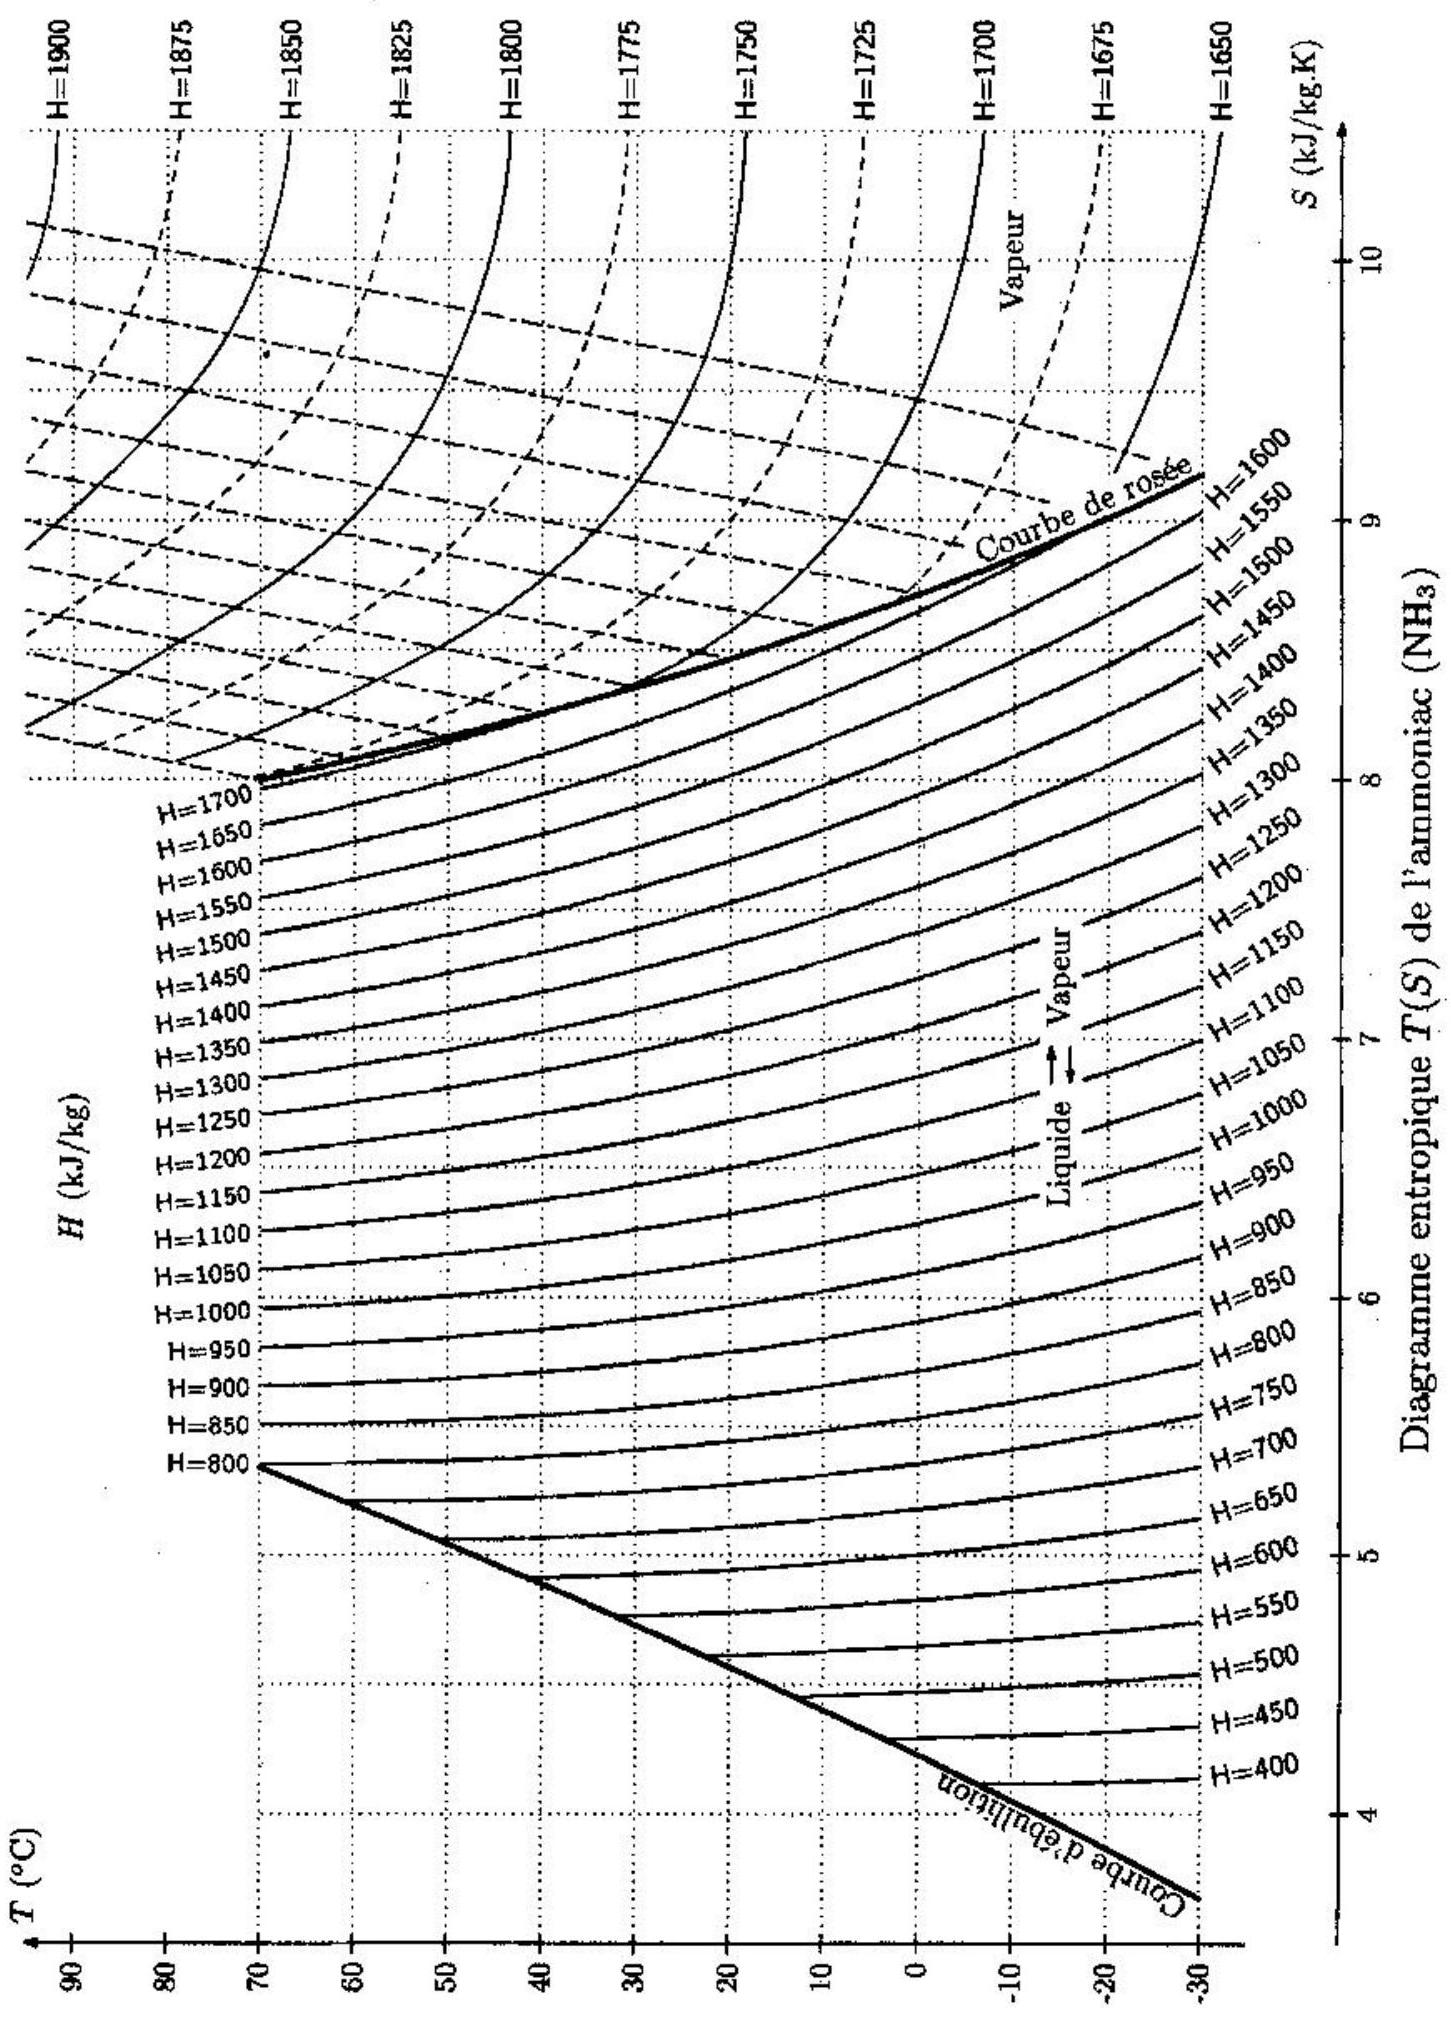 T (°C)
H (kJ/kg)
90
80
70
60
50
40
30
20
10
0
-10
-20
-30
H=1900
H=1875
H=1850
H=1825
H=1800
H=1775
H=1750
H=1725
H=1700
H=1675
H=1650
H=800
H=850
H=900
H=950
H=1000
H=1050
H=1100
H=1150
H=1200
H=1250
H=1300
H=1350
H=1400
H=1450
H=1500
H=1550
H=1600
H=1650
H=1700
Courbe d'ébullition
Liquide ⇄ Vapeur
Courbe de rosée
Vapeur
H=400
H=450
H=500
H=550
H=600
H=650
H=700
H=750
H=800
H=850
H=900
H=950
H=1000
H=1050
H=1100
H=1150
H=1200
H=1250
H=1300
H=1350
H=1400
H=1450
H=1500
H=1550
H=1600
4
5
6
7
8
9
10
S (kJ/kg.K)
Diagramme entropique T(S) de l'ammoniac (NH₃)